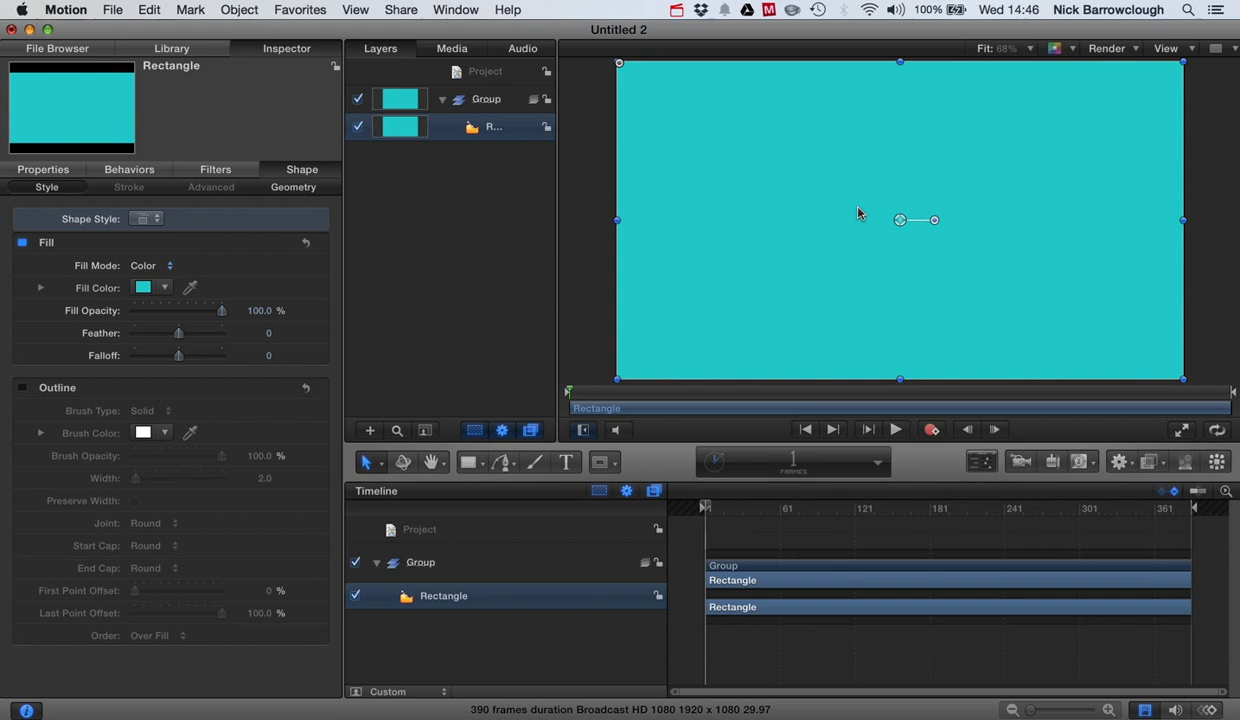 Motion File Edit Mark Object Favorites View Share Window Help 100% Wed 14:46 Nick Barrowclough
Untitled 2
File Browser Library Inspector Layers Media Audio Fit: 68% Render View
Rectangle
Project
Group
R...
Properties Behaviors Filters Shape
Style Stroke Advanced Geometry
Shape Style:
Fill
Fill Mode: Color
Fill Color:
Fill Opacity: 100.0 %
Feather: 0
Falloff: 0
Outline
Brush Type: Solid
Brush Color:
Brush Opacity: 100.0 %
Width: 2.0
Preserve Width:
Joint: Round
Start Cap: Round
End Cap: Round
First Point Offset: 0 %
Last Point Offset: 100.0 %
Order: Over Fill
Rectangle
T
1
FRAMES
Timeline
1 61 121 181 241 301 361
Project
Group
Rectangle
Group
Rectangle
Rectangle
Custom
390 frames duration Broadcast HD 1080 1920 x 1080 29.97